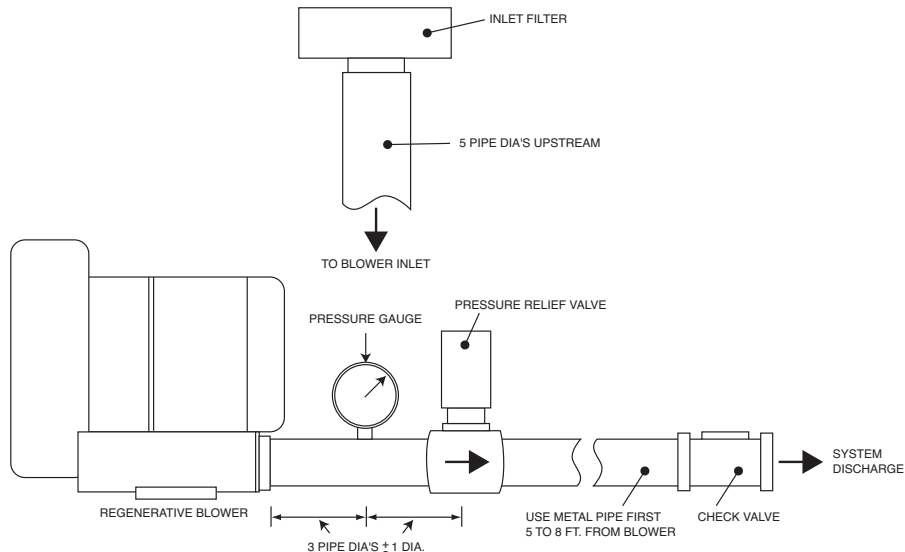 INLET FILTER
5 PIPE DIA'S UPSTREAM
TO BLOWER INLET
PRESSURE RELIEF VALVE
PRESSURE GAUGE
SYSTEM
DISCHARGE
REGENERATIVE BLOWER
USE METAL PIPE FIRST
5 TO 8 FT. FROM BLOWER
CHECK VALVE
3 PIPE DIA'S ± 1 DIA.